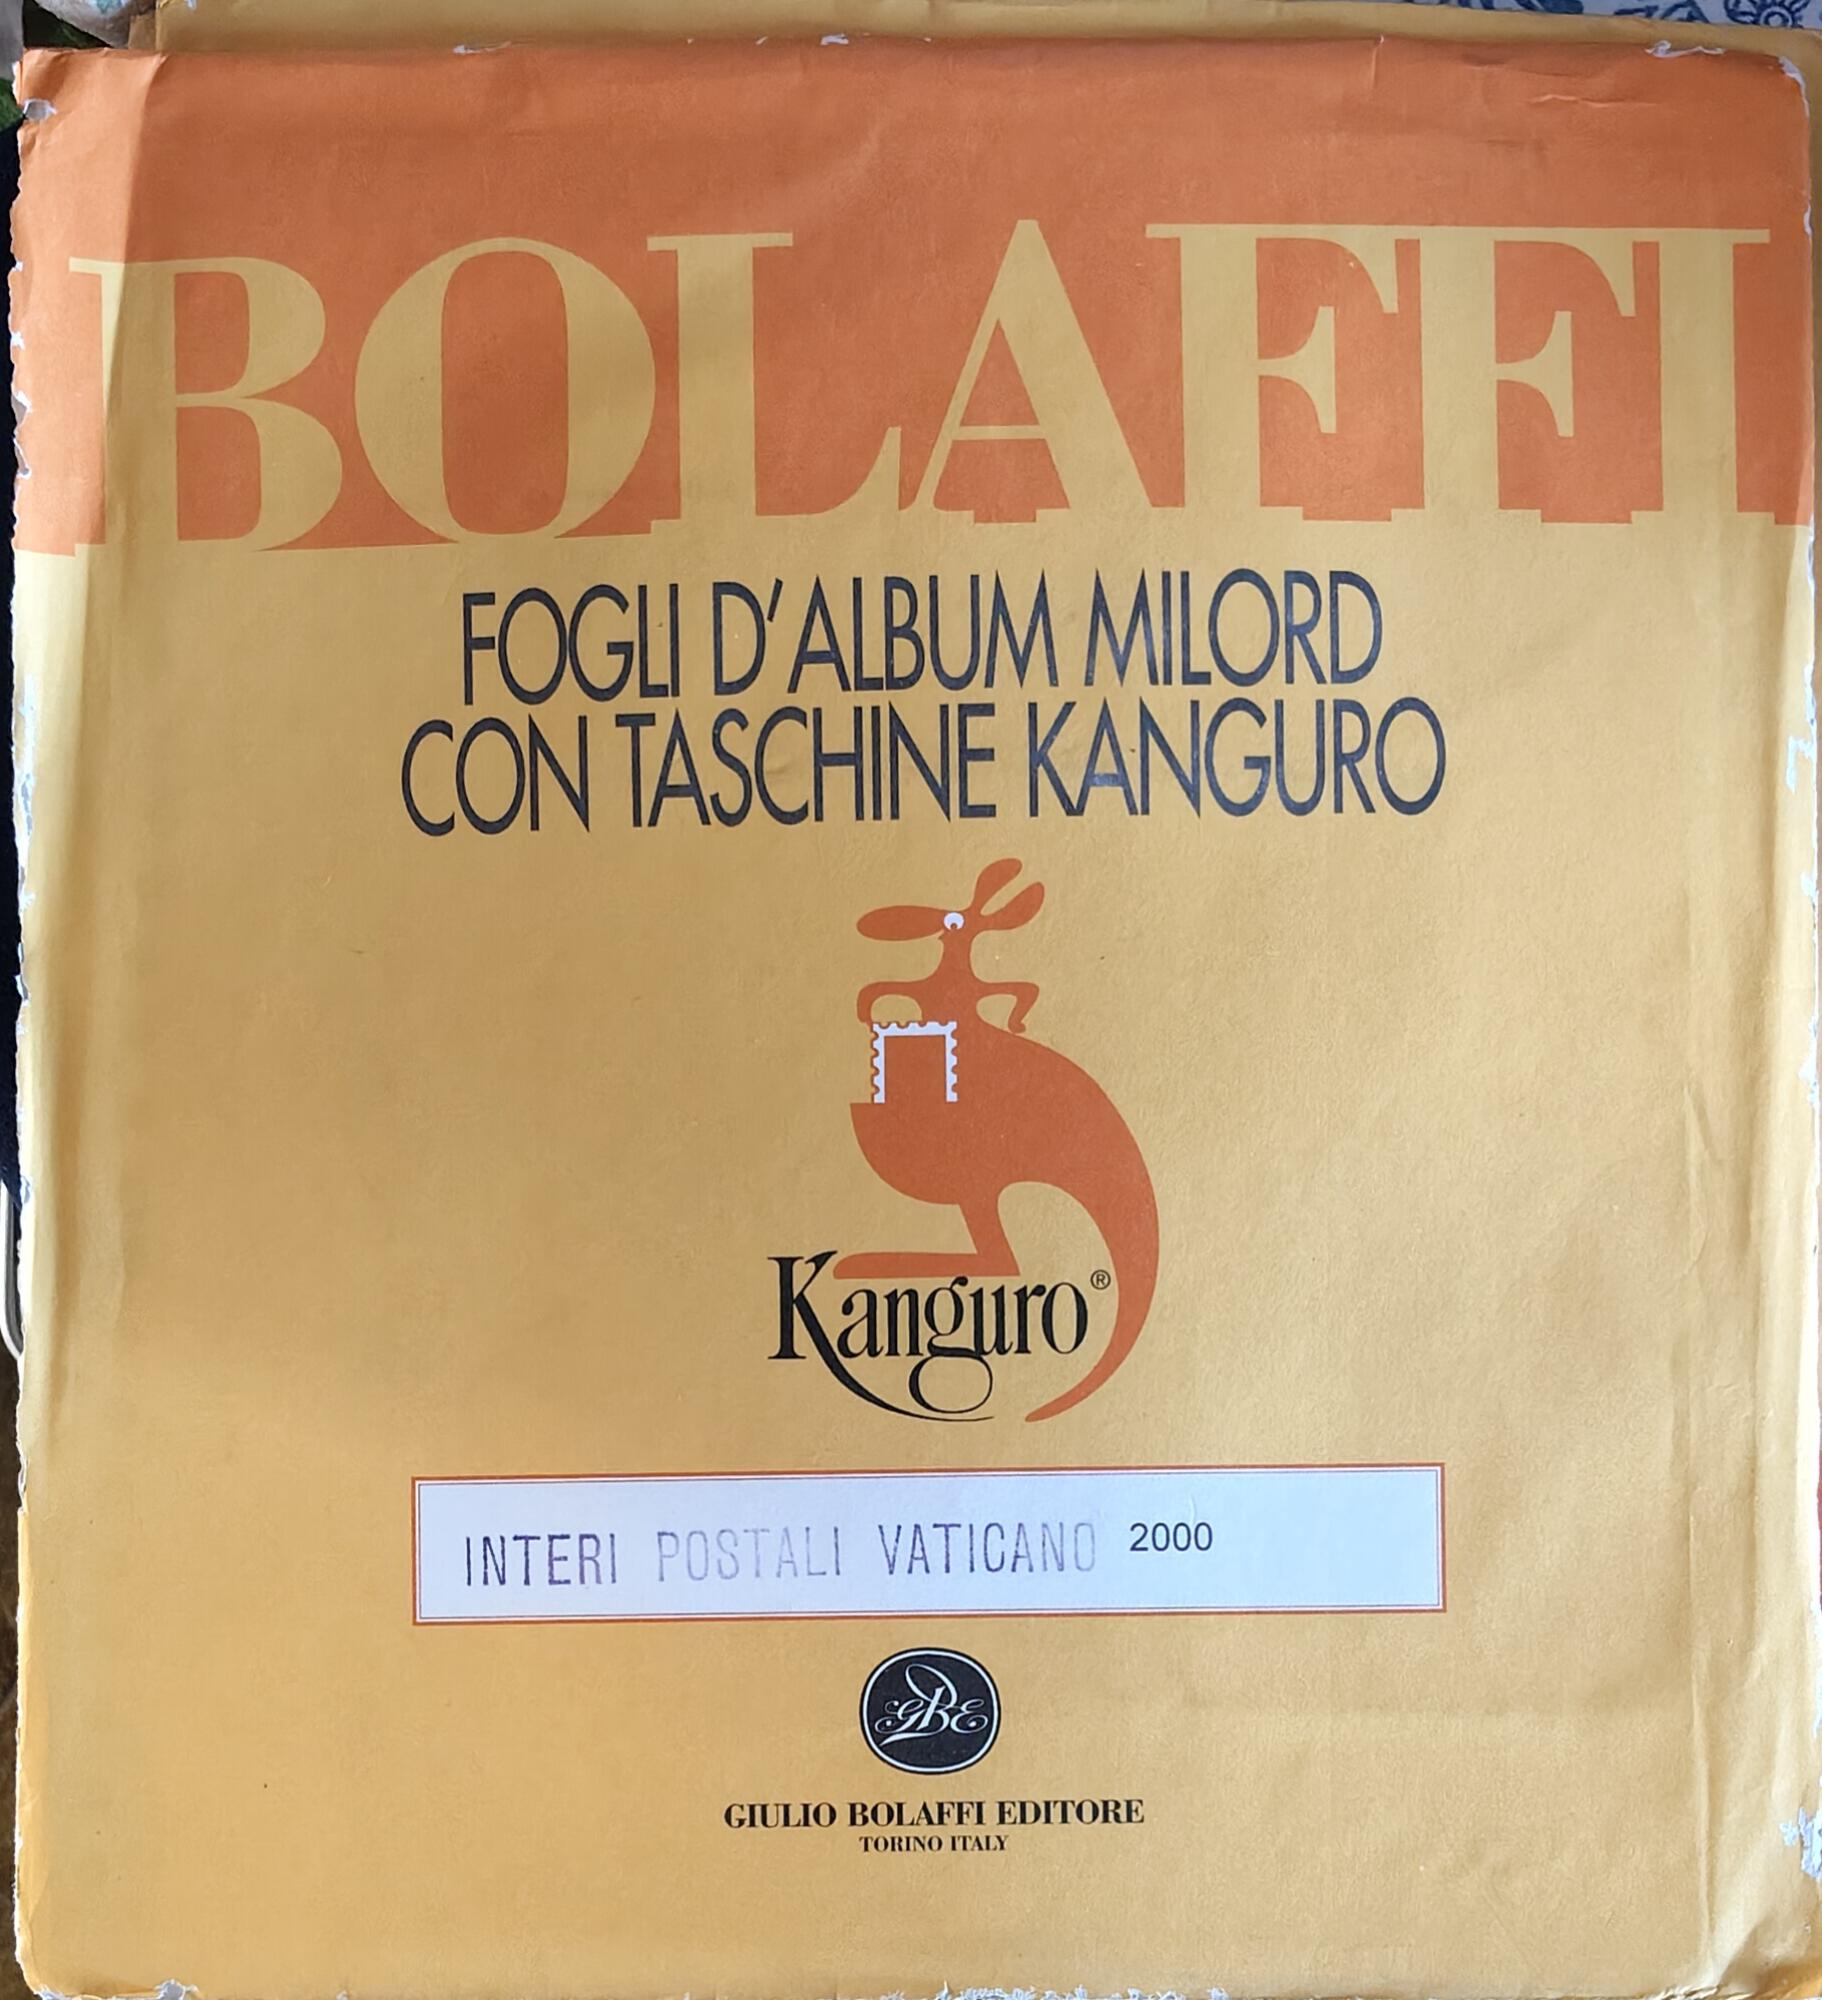 BOLAFFI
FOGLI D'ALBUM MILORD
CON TASCHINE KANGURO
Kanguro®
INTERI POSTALI VATICANO 2000
GBE
GIULIO BOLAFFI EDITORE
TORINO ITALY